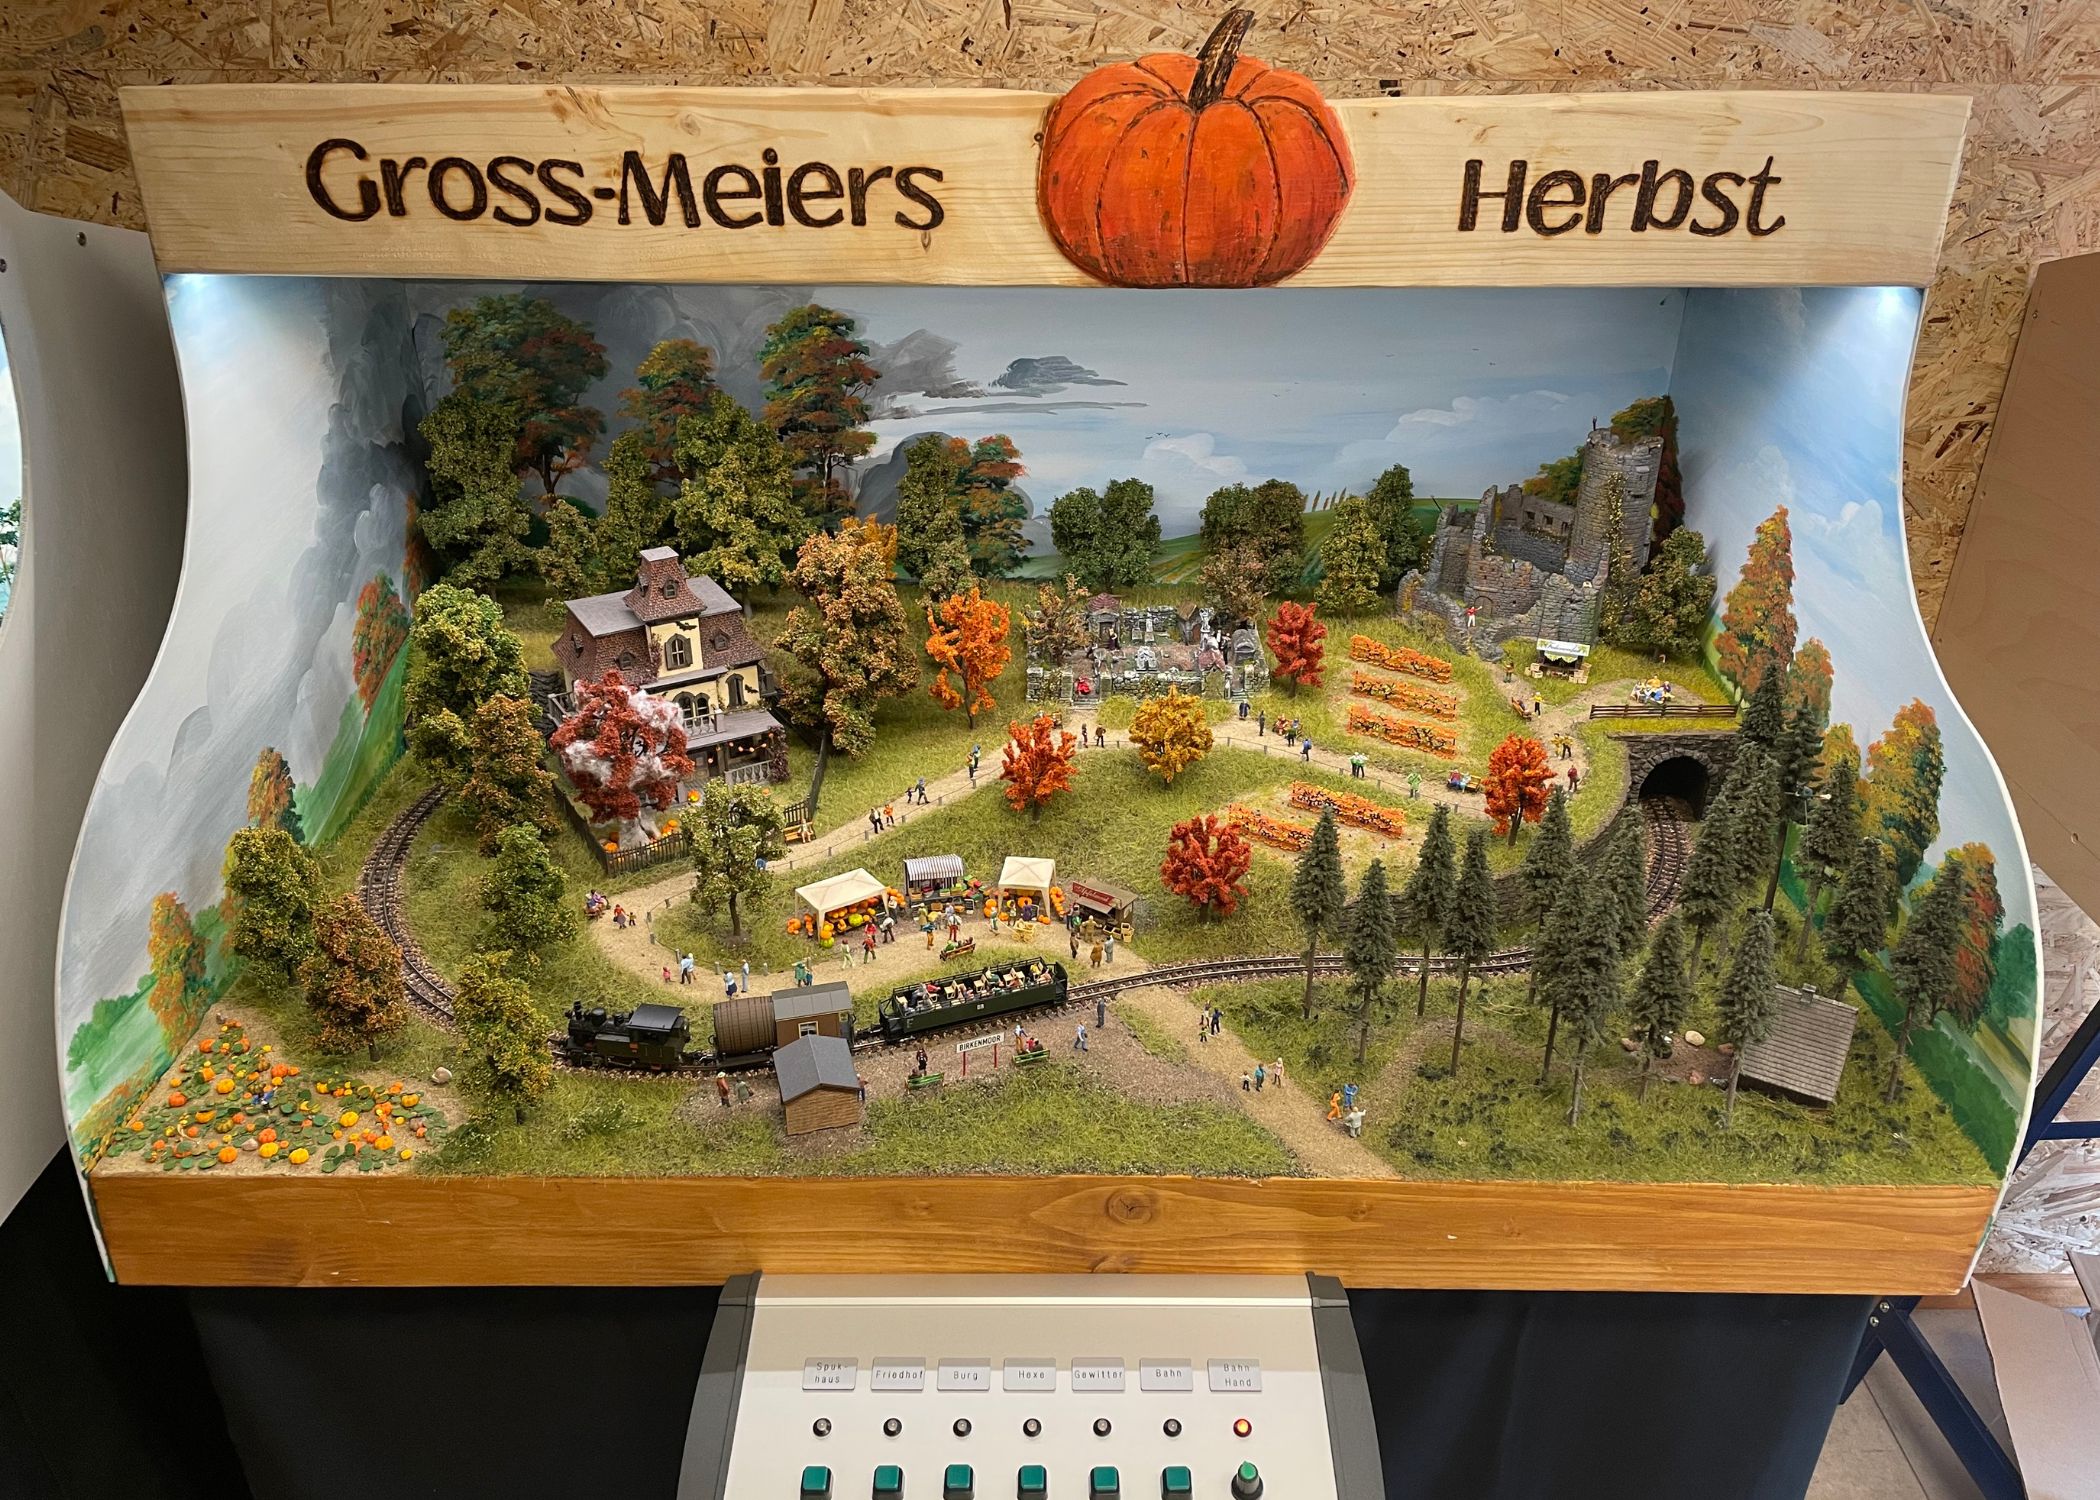 Gross-Meiers Herbst
BIRKENMOOR
Spuk-
haus
Friedhof
Burg
Hexe
Gewitter
Bahn
Bahn
Hand